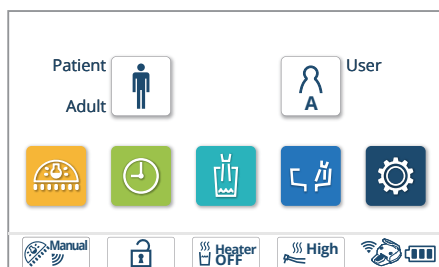 Patient
User
Adult
A
Manual
Heater
OFF
High